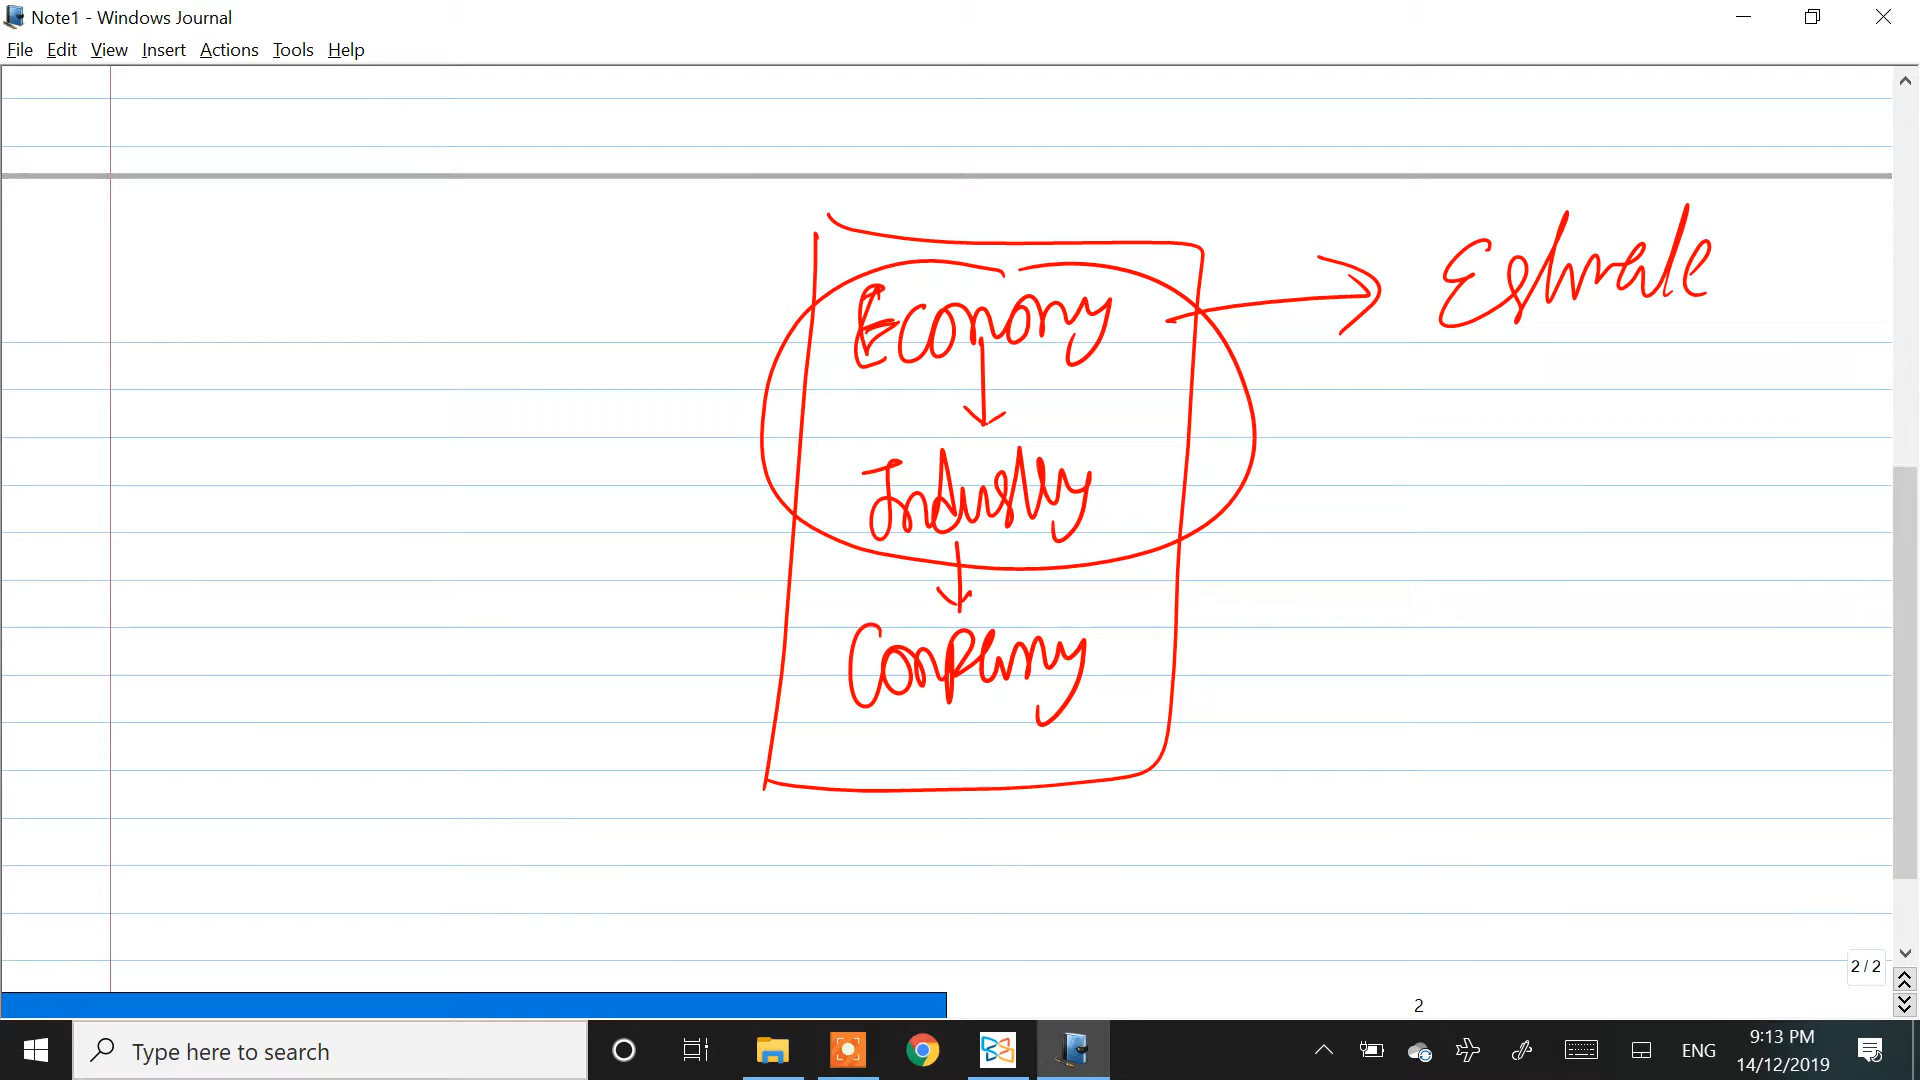 Note1 - Windows Journal
File Edit View Insert Actions Tools Help
Estimate
Economy
Industry
Company
2 / 2
2
Type here to search
ENG
9:13 PM
14/12/2019